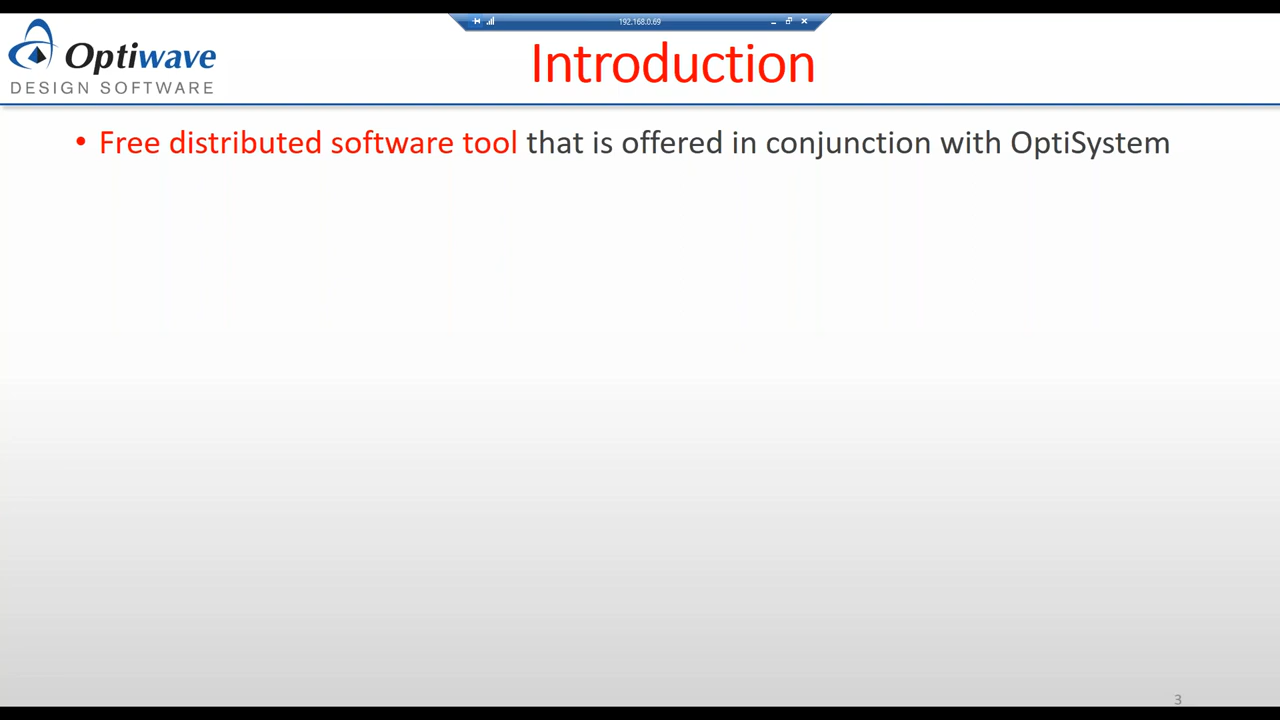 192.168.0.69
Optiwave
DESIGN SOFTWARE
Introduction
• Free distributed software tool that is offered in conjunction with OptiSystem
3